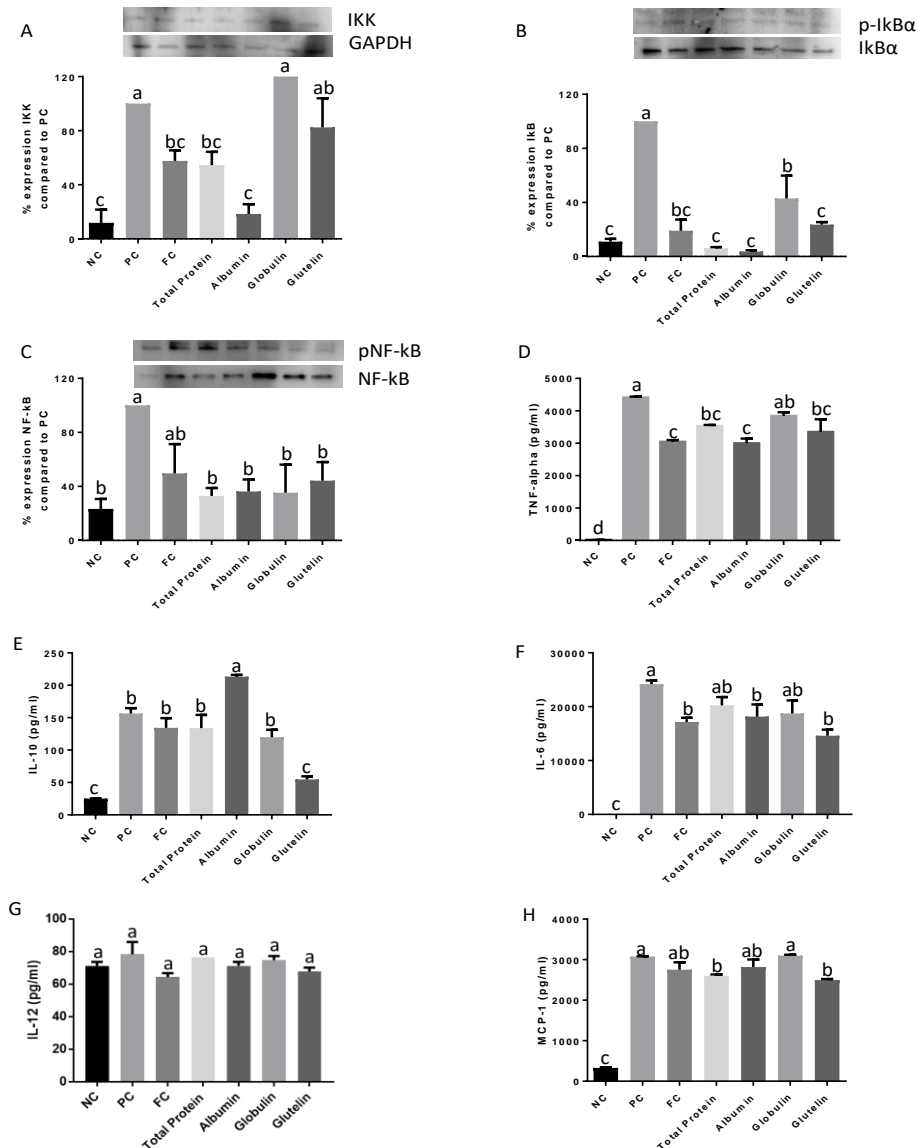 A
IKK
GAPDH
% expression IKK
compared to PC
120
80
40
0
c
a
bc
bc
c
a
ab
NC
PC
FC
Total Protein
Albumin
Globulin
Glutelin
B
p-IkBα
IkBα
% expression IkB
compared to PC
120
100
80
60
40
20
0
c
a
bc
c
c
b
c
NC
PC
FC
Total Protein
Albumin
Globulin
Glutelin
C
pNF-kB
NF-kB
% expression NF-kB
compared to PC
120
80
40
0
b
a
ab
b
b
b
b
NC
PC
FC
Total Protein
Albumin
Globulin
Glutelin
D
TNF-alpha (pg/ml)
5000
4000
3000
2000
1000
0
d
a
c
bc
c
ab
bc
NC
PC
FC
Total Protein
Albumin
Globulin
Glutelin
E
IL-10 (pg/ml)
250
200
150
100
50
0
c
b
b
b
a
b
c
NC
PC
FC
Total Protein
Albumin
Globulin
Glutelin
F
IL-6 (pg/ml)
30000
20000
10000
0
c
a
b
ab
b
ab
b
NC
PC
FC
Total Protein
Albumin
Globulin
Glutelin
G
IL-12 (pg/ml)
100
80
60
40
20
0
a
a
a
a
a
a
a
NC
PC
FC
Total Protein
Albumin
Globulin
Glutelin
H
MCP-1 (pg/ml)
4000
3000
2000
1000
0
c
a
ab
b
ab
a
b
NC
PC
FC
Total Protein
Albumin
Globulin
Glutelin